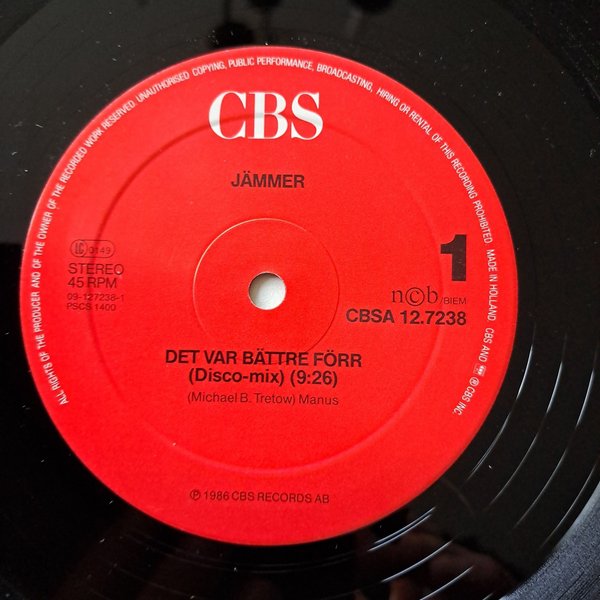 ALL RIGHTS OF THE PRODUCER AND OF THE OWNER OF THE RECORDED WORK RESERVED. UNAUTHORISED COPYING, PUBLIC PERFORMANCE, BROADCASTING, HIRING OR RENTAL OF THIS RECORDING PROHIBITED. MADE IN HOLLAND. CBS AND ® CBS INC.
CBS
JÄMMER
1
LC 0149
STEREO
45 RPM
09-127238-1
PSCS 1400
n©b/BIEM
CBSA 12.7238
DET VAR BÄTTRE FÖRR
(Disco-mix) (9:26)
(Michael B. Tretow) Manus
℗ 1986 CBS RECORDS AB